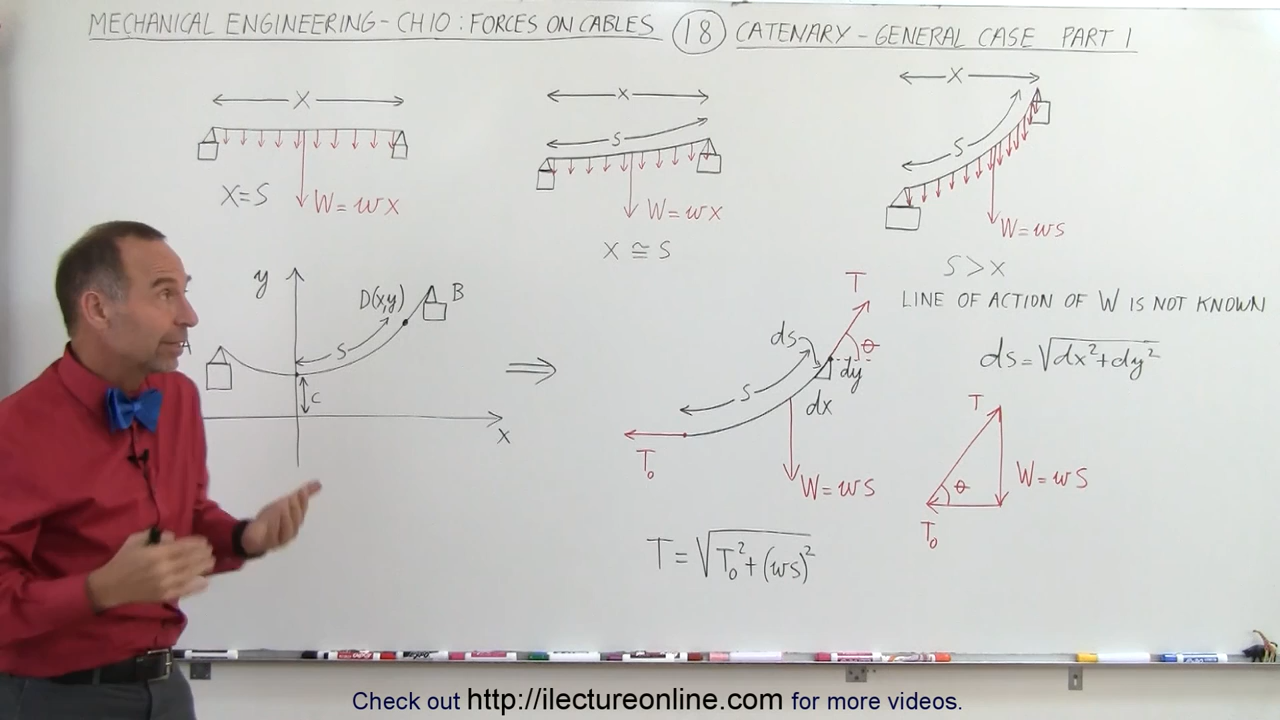 MECHANICAL ENGINEERING - CH 10 : FORCES ON CABLES (18) CATENARY - GENERAL CASE PART 1
X
X = S
W = wX
X
S
W = wX
X ≅ S
X
S
W = wS
S > X
LINE OF ACTION OF W IS NOT KNOWN
y
A
D(x,y)
B
S
C
X
⇒
T
θ
ds
dy
dx
S
T₀
W = wS
ds = √dx² + dy²
T
θ
W = wS
T₀
T = √T₀² + (wS)²
Check out http://ilectureonline.com for more videos.